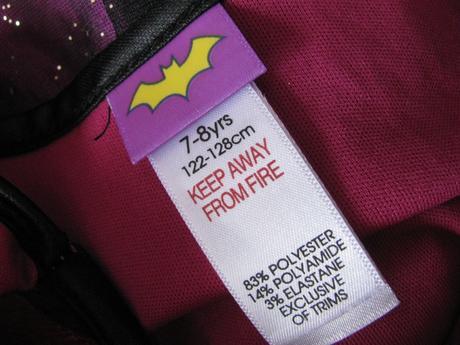 7-8yrs
122-128cm
KEEP AWAY
FROM FIRE
83% POLYESTER
14% POLYAMIDE
3% ELASTANE
EXCLUSIVE
OF TRIMS